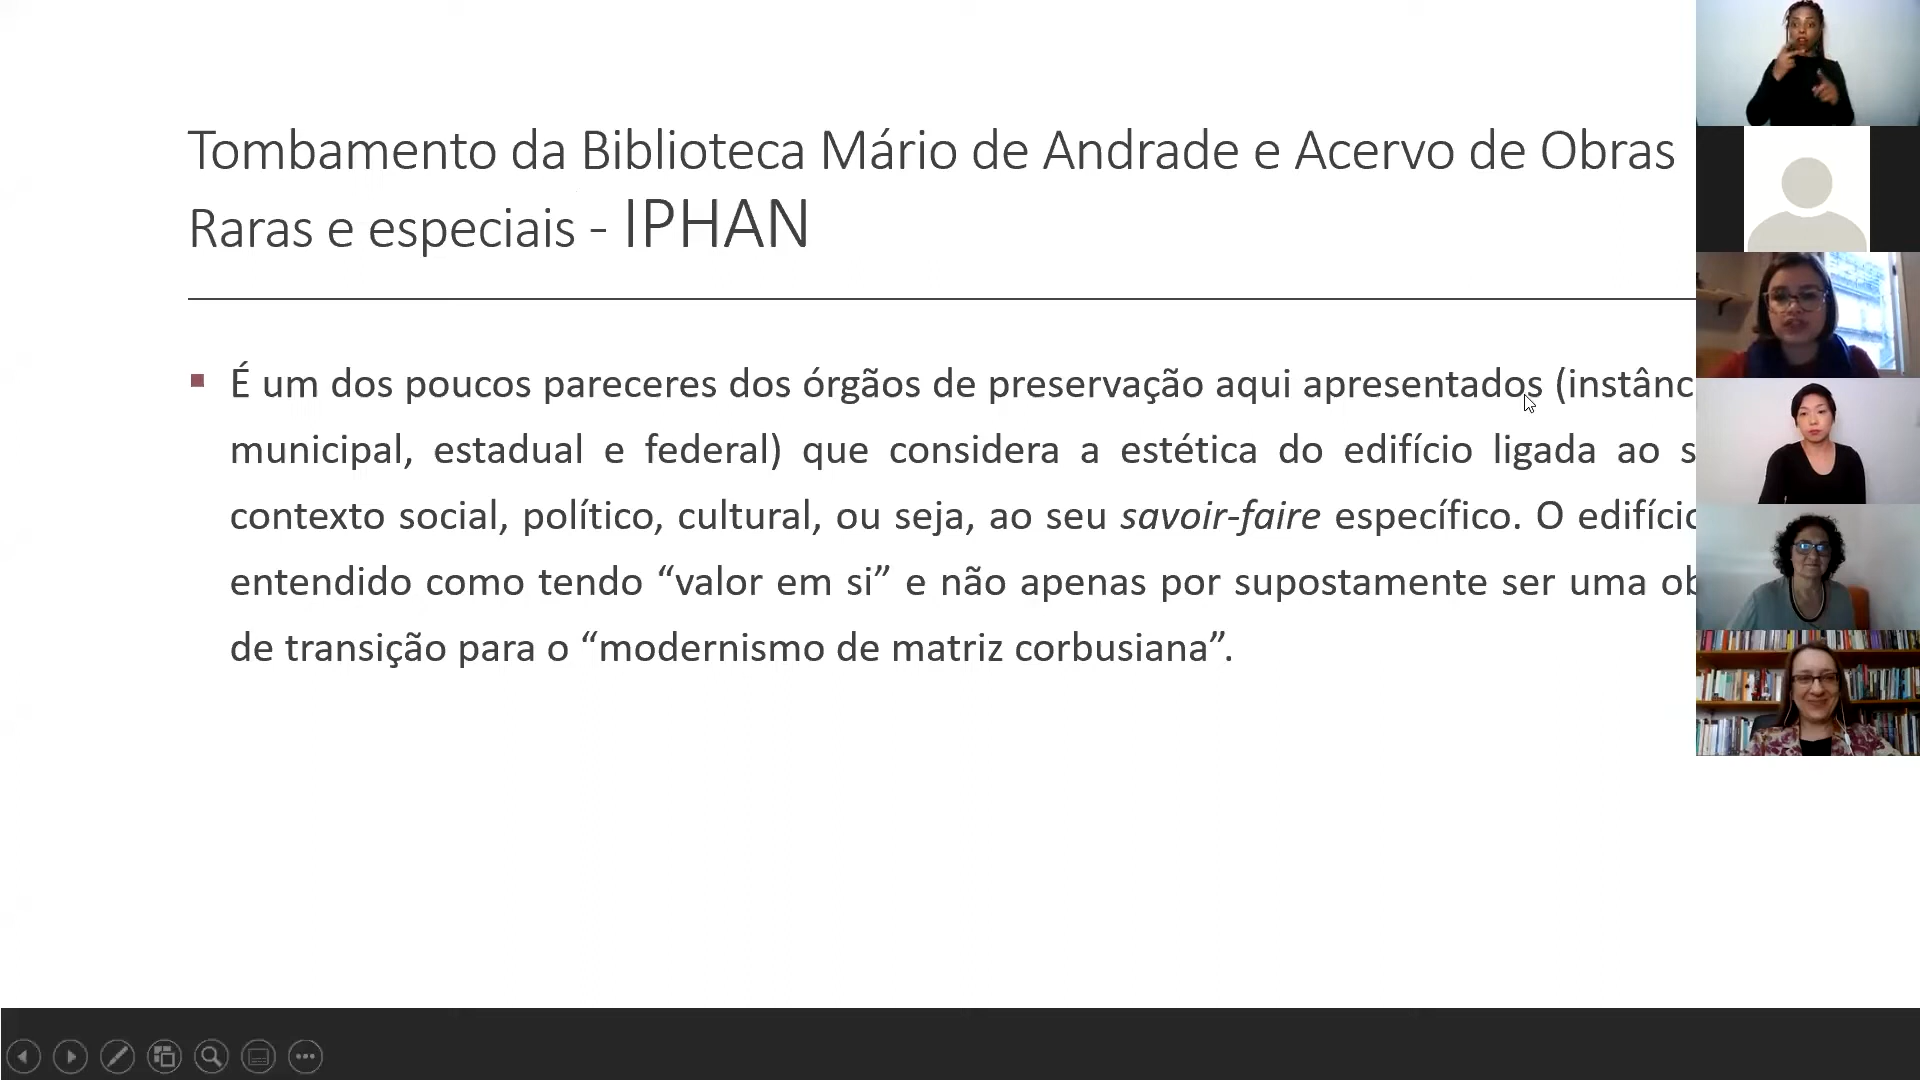 Tombamento da Biblioteca Mário de Andrade e Acervo de Obras
Raras e especiais - IPHAN
É um dos poucos pareceres dos órgãos de preservação aqui apresentados (instânc
municipal, estadual e federal) que considera a estética do edifício ligada ao s
contexto social, político, cultural, ou seja, ao seu savoir-faire específico. O edifício
entendido como tendo “valor em si” e não apenas por supostamente ser uma ob
de transição para o “modernismo de matriz corbusiana”.